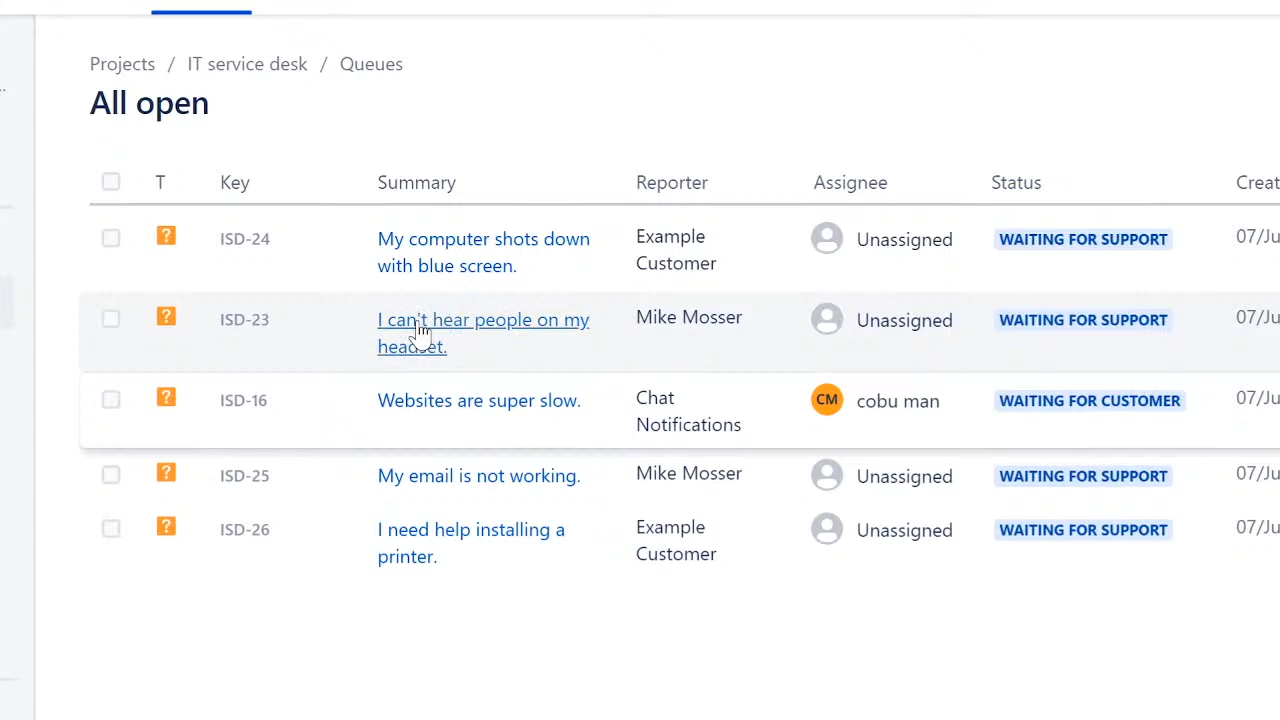 Projects / IT service desk / Queues
All open
T Key Summary Reporter Assignee Status Creat
? ISD-24 My computer shots down Example Unassigned WAITING FOR SUPPORT 07/Ju
with blue screen. Customer
? ISD-23 I can't hear people on my Mike Mosser Unassigned WAITING FOR SUPPORT 07/Ju
headset.
? ISD-16 Websites are super slow. Chat CM cobu man WAITING FOR CUSTOMER 07/Ju
Notifications
? ISD-25 My email is not working. Mike Mosser Unassigned WAITING FOR SUPPORT 07/Ju
? ISD-26 I need help installing a Example Unassigned WAITING FOR SUPPORT 07/Ju
printer. Customer